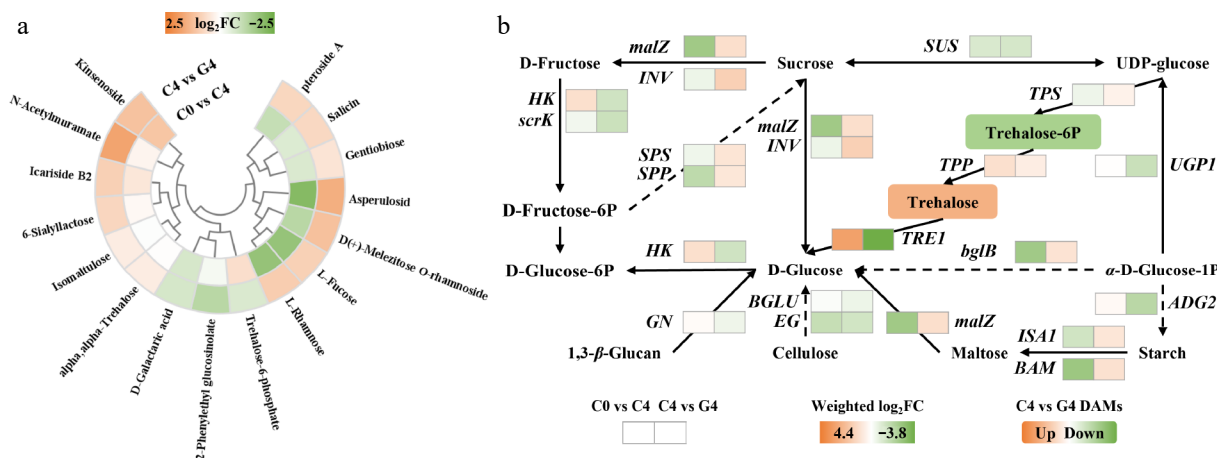 a
2.5 log₂FC −2.5
C4 vs G4
C0 vs C4
Kinsenoside
N-Acetylmuramate
Icariside B2
6-Sialyllactose
Isomaltulose
alpha,alpha-Trehalose
D-Galactaric acid
2-Phenylethyl glucosinolate
Trehalose-6-phosphate
L-Rhamnose
L-Fucose
D(+)-Melezitose O-rhamnoside
Asperulosid
Gentiobiose
Salicin
pteroside A
b
D-Fructose
malZ
INV
Sucrose
SUS
UDP-glucose
HK
scrK
malZ
INV
TPS
Trehalose-6P
SPS
SPP
TPP
UGP1
Trehalose
D-Fructose-6P
TRE1
HK
bglB
D-Glucose-6P
D-Glucose
α-D-Glucose-1P
GN
BGLU
EG
malZ
ADG2
ISA1
1,3-β-Glucan
Cellulose
Maltose
Starch
BAM
C0 vs C4 C4 vs G4
Weighted log₂FC
4.4 −3.8
C4 vs G4 DAMs
Up Down